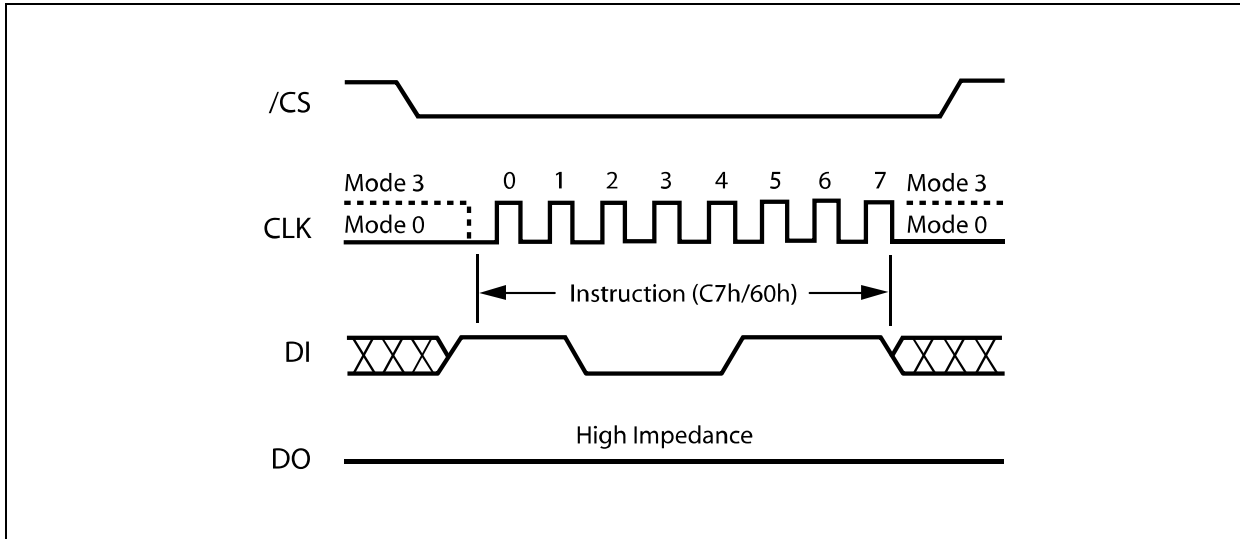 /CS
Mode 3 0 1 2 3 4 5 6 7 Mode 3
CLK Mode 0 Mode 0
Instruction (C7h/60h)
DI
High Impedance
DO